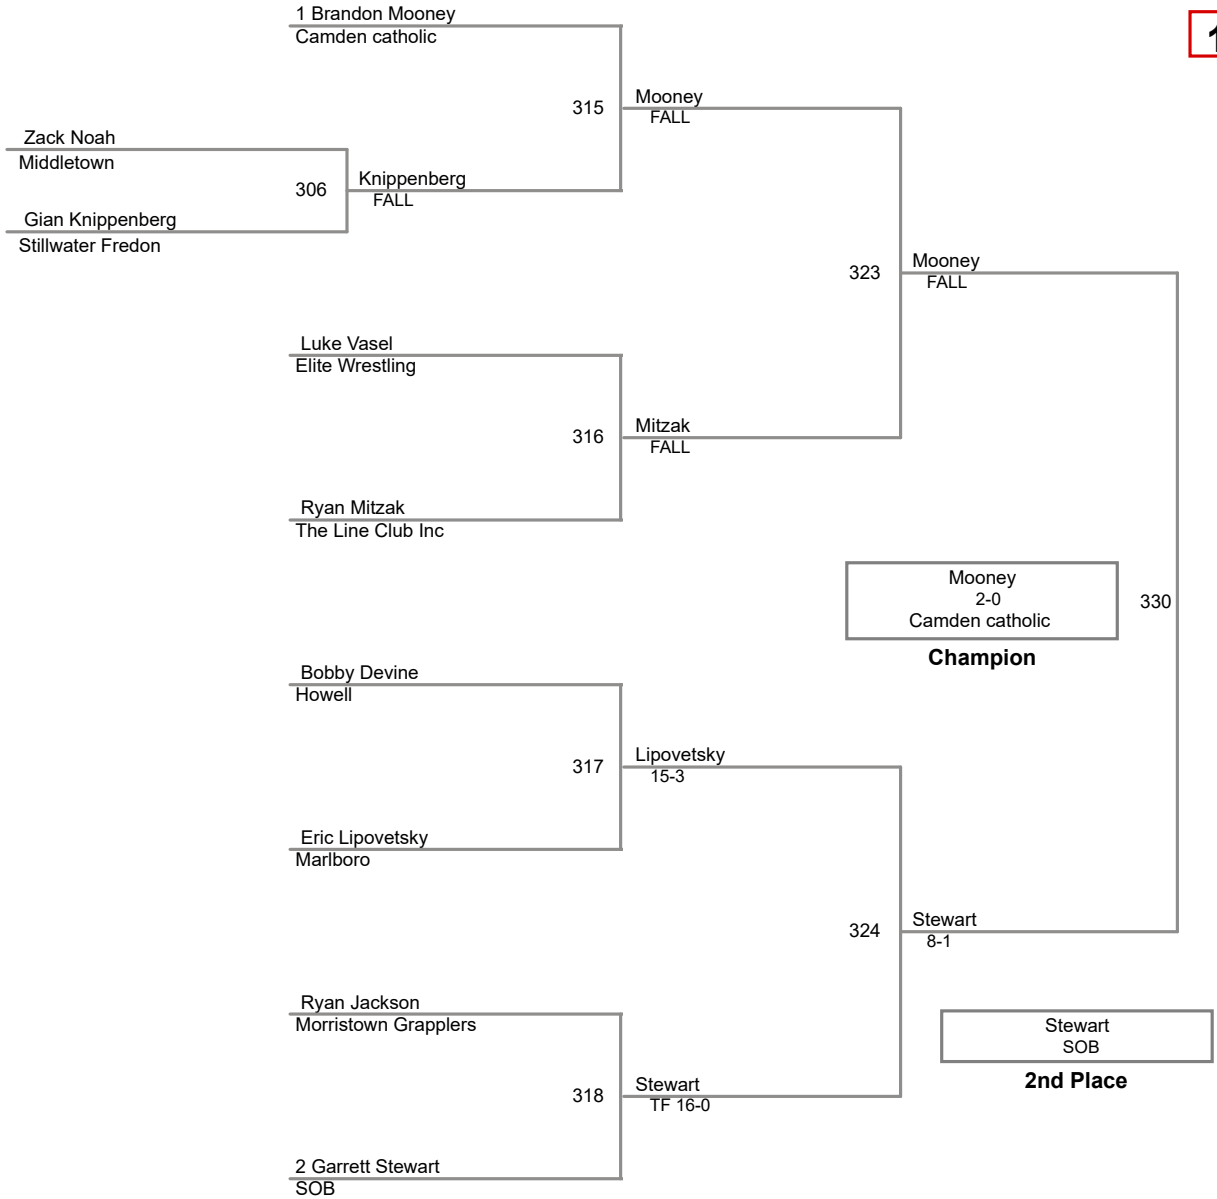 1 Brandon Mooney
Camden catholic
1
315
Mooney
FALL
Zack Noah
Middletown
306
Knippenberg
FALL
Gian Knippenberg
Stillwater Fredon
323
Mooney
FALL
Luke Vasel
Elite Wrestling
316
Mitzak
FALL
Ryan Mitzak
The Line Club Inc
Mooney
2-0
Camden catholic
Champion
330
Bobby Devine
Howell
317
Lipovetsky
15-3
Eric Lipovetsky
Marlboro
324
Stewart
8-1
Ryan Jackson
Morristown Grapplers
Stewart
SOB
2nd Place
318
Stewart
TF 16-0
2 Garrett Stewart
SOB